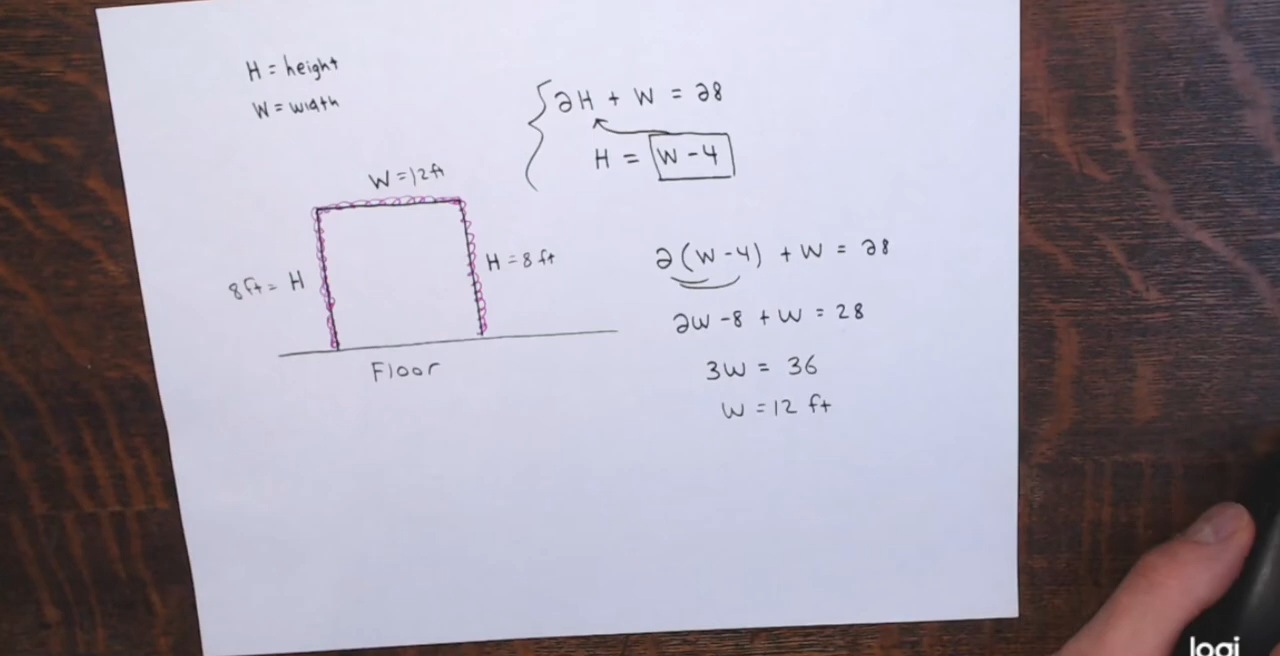 H = height
W = width
2H + W = 28
H = W - 4
W = 12 ft
8 ft = H
H = 8 ft
Floor
2(W - 4) + W = 28
2W - 8 + W = 28
3W = 36
W = 12 ft
logi